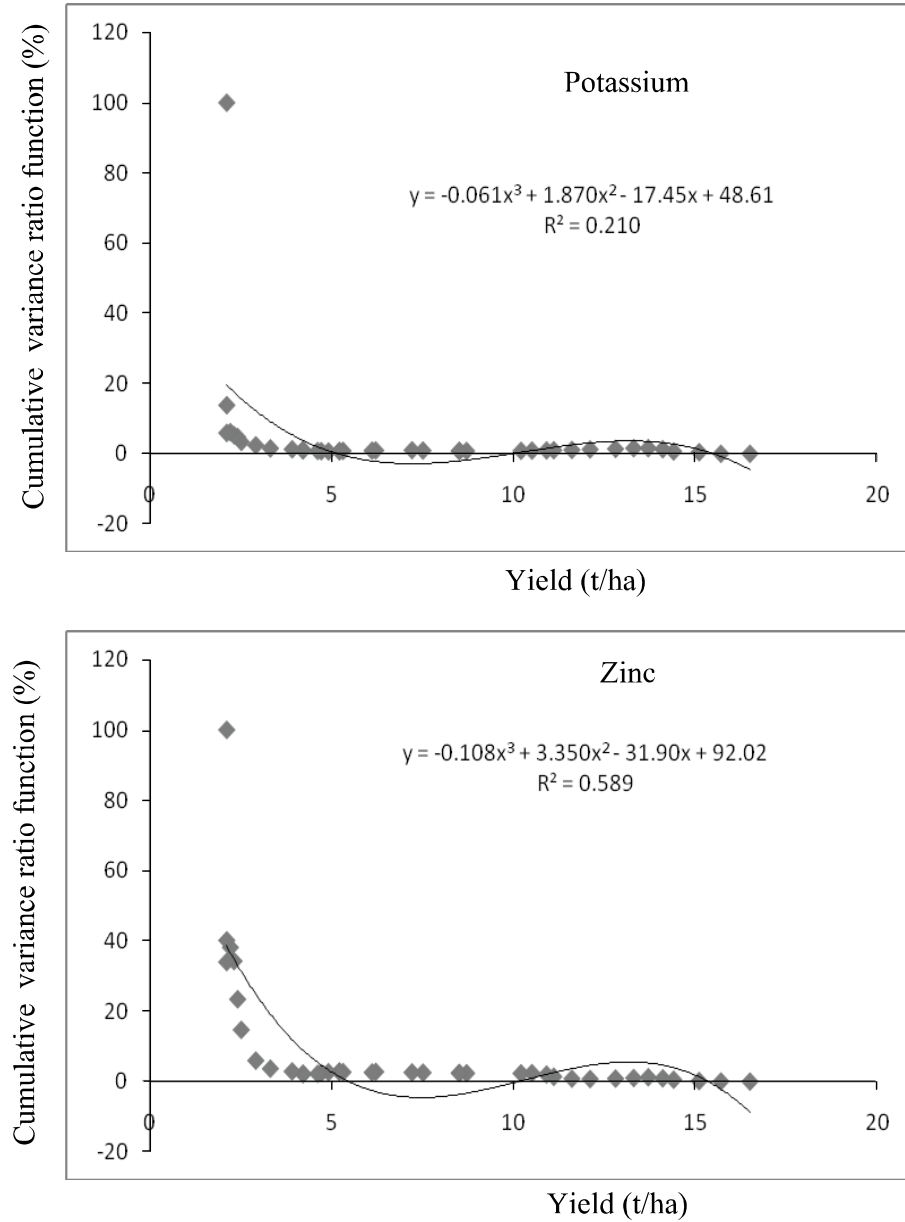 Cumulative variance ratio function (%)
120
100
80
60
40
20
0
-20
Potassium
y = -0.061x³ + 1.870x² - 17.45x + 48.61
R² = 0.210
0 5 10 15 20
Yield (t/ha)
Cumulative variance ratio function (%)
120
100
80
60
40
20
0
-20
Zinc
y = -0.108x³ + 3.350x² - 31.90x + 92.02
R² = 0.589
0 5 10 15 20
Yield (t/ha)